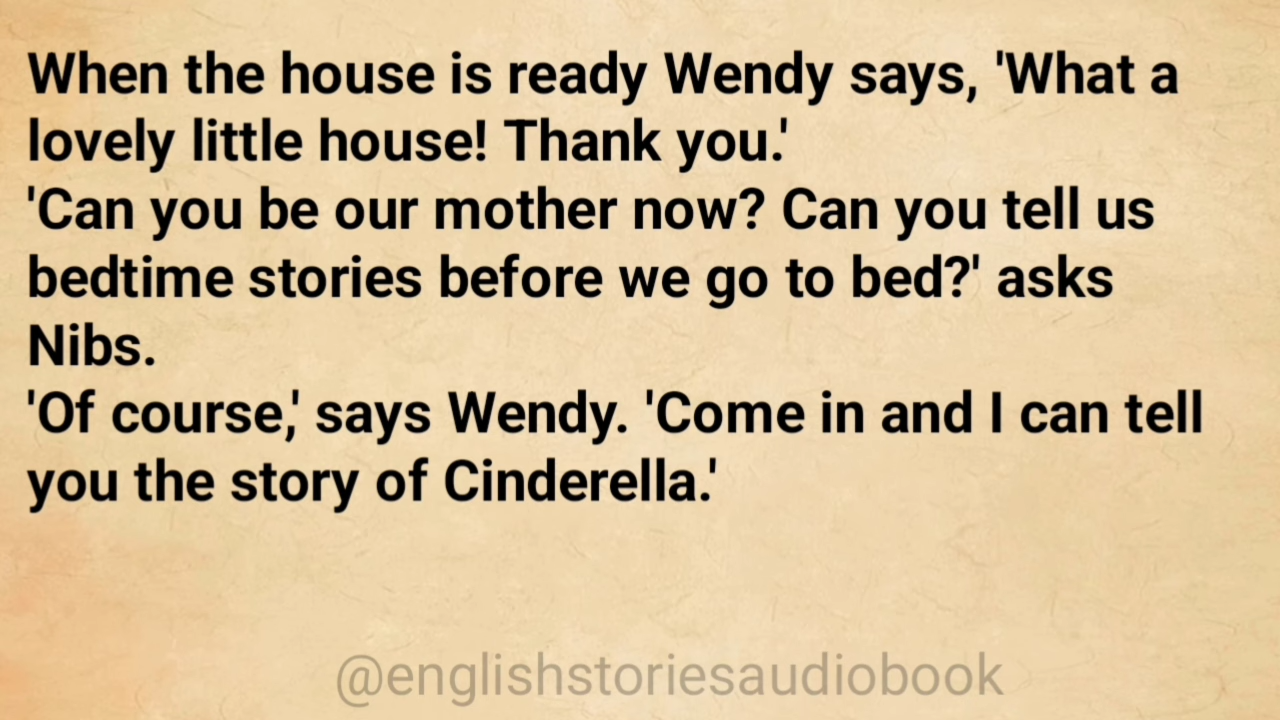 When the house is ready Wendy says, 'What a
lovely little house! Thank you.'
'Can you be our mother now? Can you tell us
bedtime stories before we go to bed?' asks
Nibs.
'Of course,' says Wendy. 'Come in and I can tell
you the story of Cinderella.'
@englishstoriesaudiobook